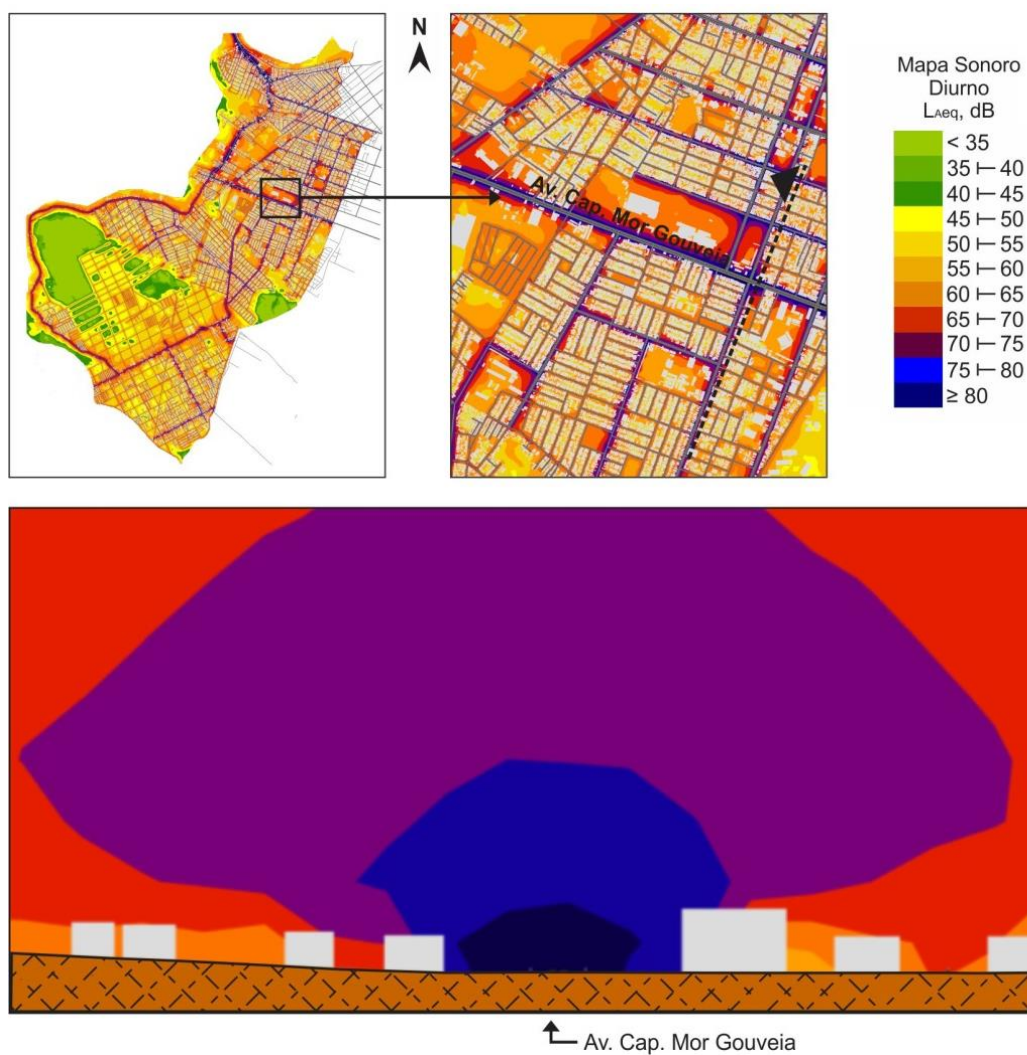 N
Av. Cap. Mor Gouveia
Mapa Sonoro
Diurno
LAeq, dB
< 35
35 ⊢ 40
40 ⊢ 45
45 ⊢ 50
50 ⊢ 55
55 ⊢ 60
60 ⊢ 65
65 ⊢ 70
70 ⊢ 75
75 ⊢ 80
≥ 80
Av. Cap. Mor Gouveia